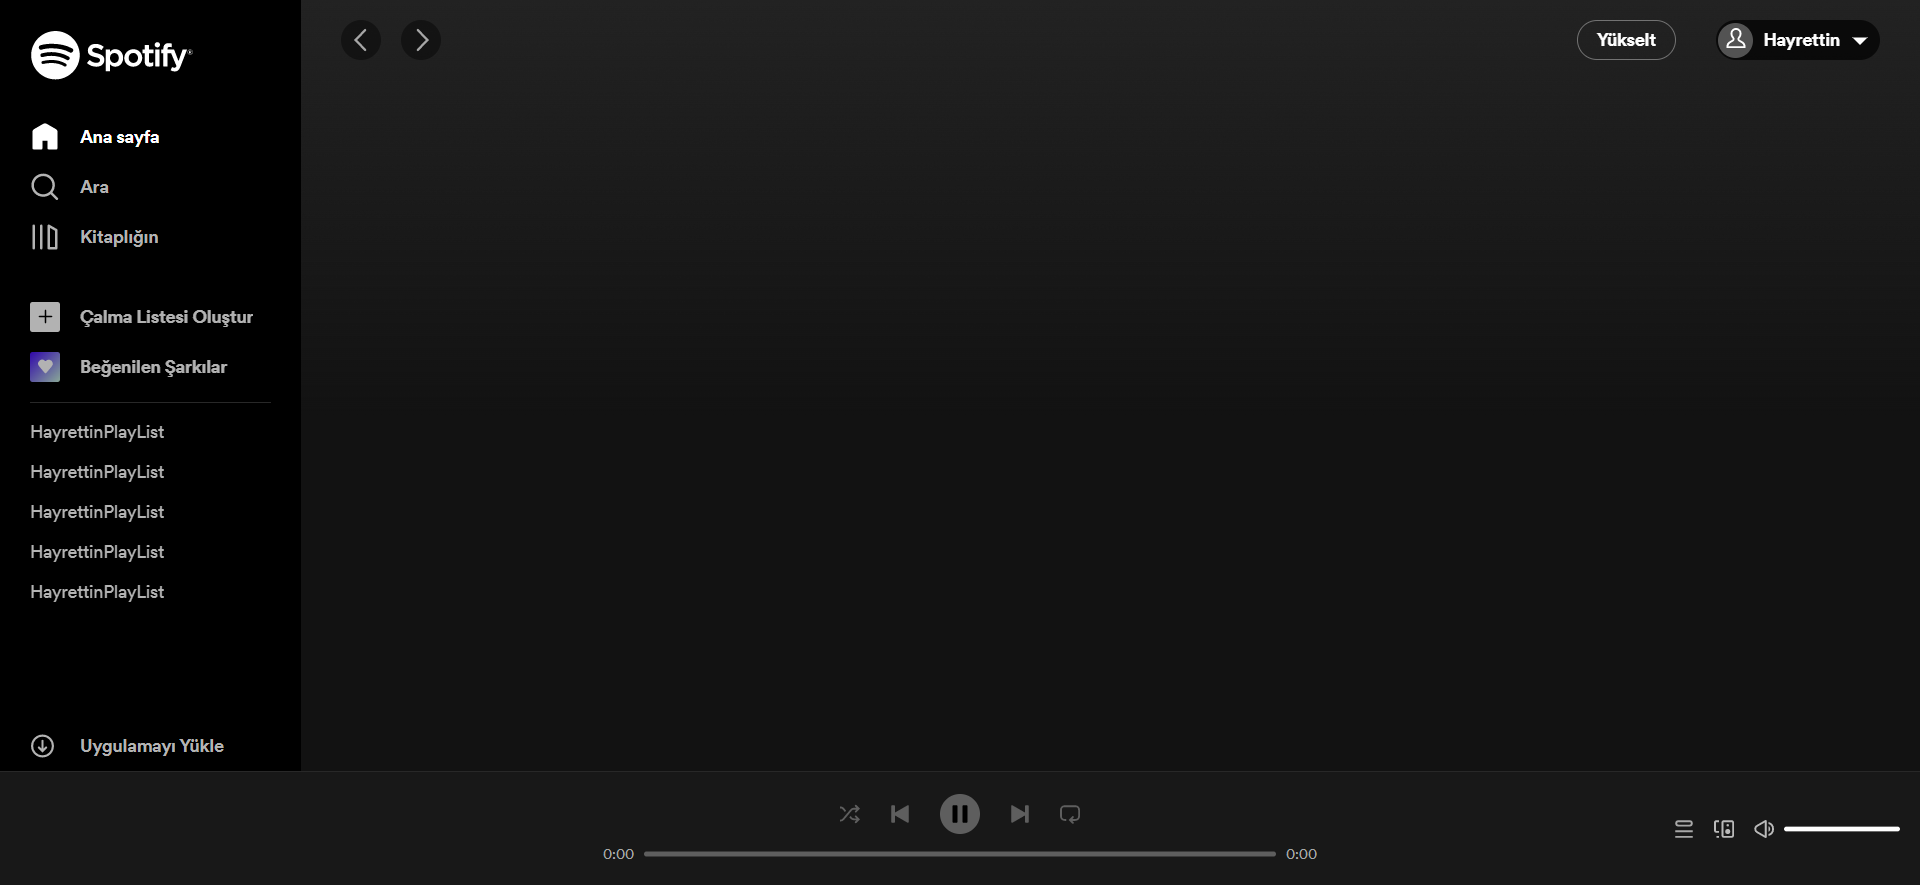 Spotify®
Ana sayfa
Ara
Kitaplığın
Çalma Listesi Oluştur
Beğenilen Şarkılar
HayrettinPlayList
HayrettinPlayList
HayrettinPlayList
HayrettinPlayList
HayrettinPlayList
Uygulamayı Yükle
Yükselt
Hayrettin
0:00
0:00